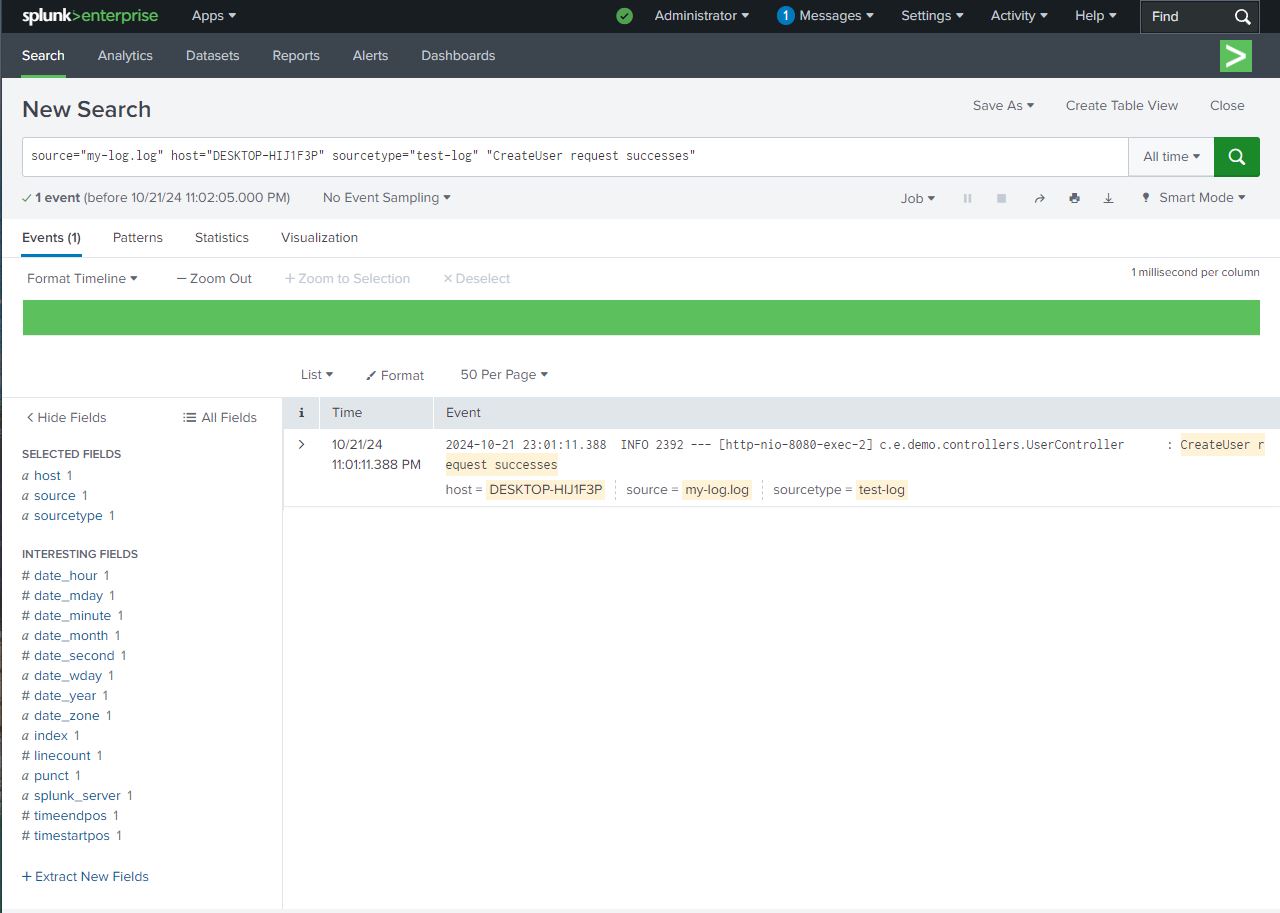 splunk>enterprise Apps Administrator 1 Messages Settings Activity Help Find
Search Analytics Datasets Reports Alerts Dashboards
New Search Save As Create Table View Close
source="my-log.log" host="DESKTOP-HIJ1F3P" sourcetype="test-log" "CreateUser request successes" All time
1 event (before 10/21/24 11:02:05.000 PM) No Event Sampling Job Smart Mode
Events (1) Patterns Statistics Visualization
Format Timeline — Zoom Out + Zoom to Selection × Deselect 1 millisecond per column
List Format 50 Per Page
< Hide Fields All Fields i Time Event
SELECTED FIELDS
a host 1
a source 1
a sourcetype 1
INTERESTING FIELDS
# date_hour 1
# date_mday 1
# date_minute 1
a date_month 1
# date_second 1
a date_wday 1
# date_year 1
a date_zone 1
a index 1
# linecount 1
a punct 1
a splunk_server 1
# timeendpos 1
# timestartpos 1
+ Extract New Fields
> 10/21/24
11:01:11.388 PM
2024-10-21 23:01:11.388 INFO 2392 --- [http-nio-8080-exec-2] c.e.demo.controllers.UserController : CreateUser r
equest successes
host = DESKTOP-HIJ1F3P source = my-log.log sourcetype = test-log